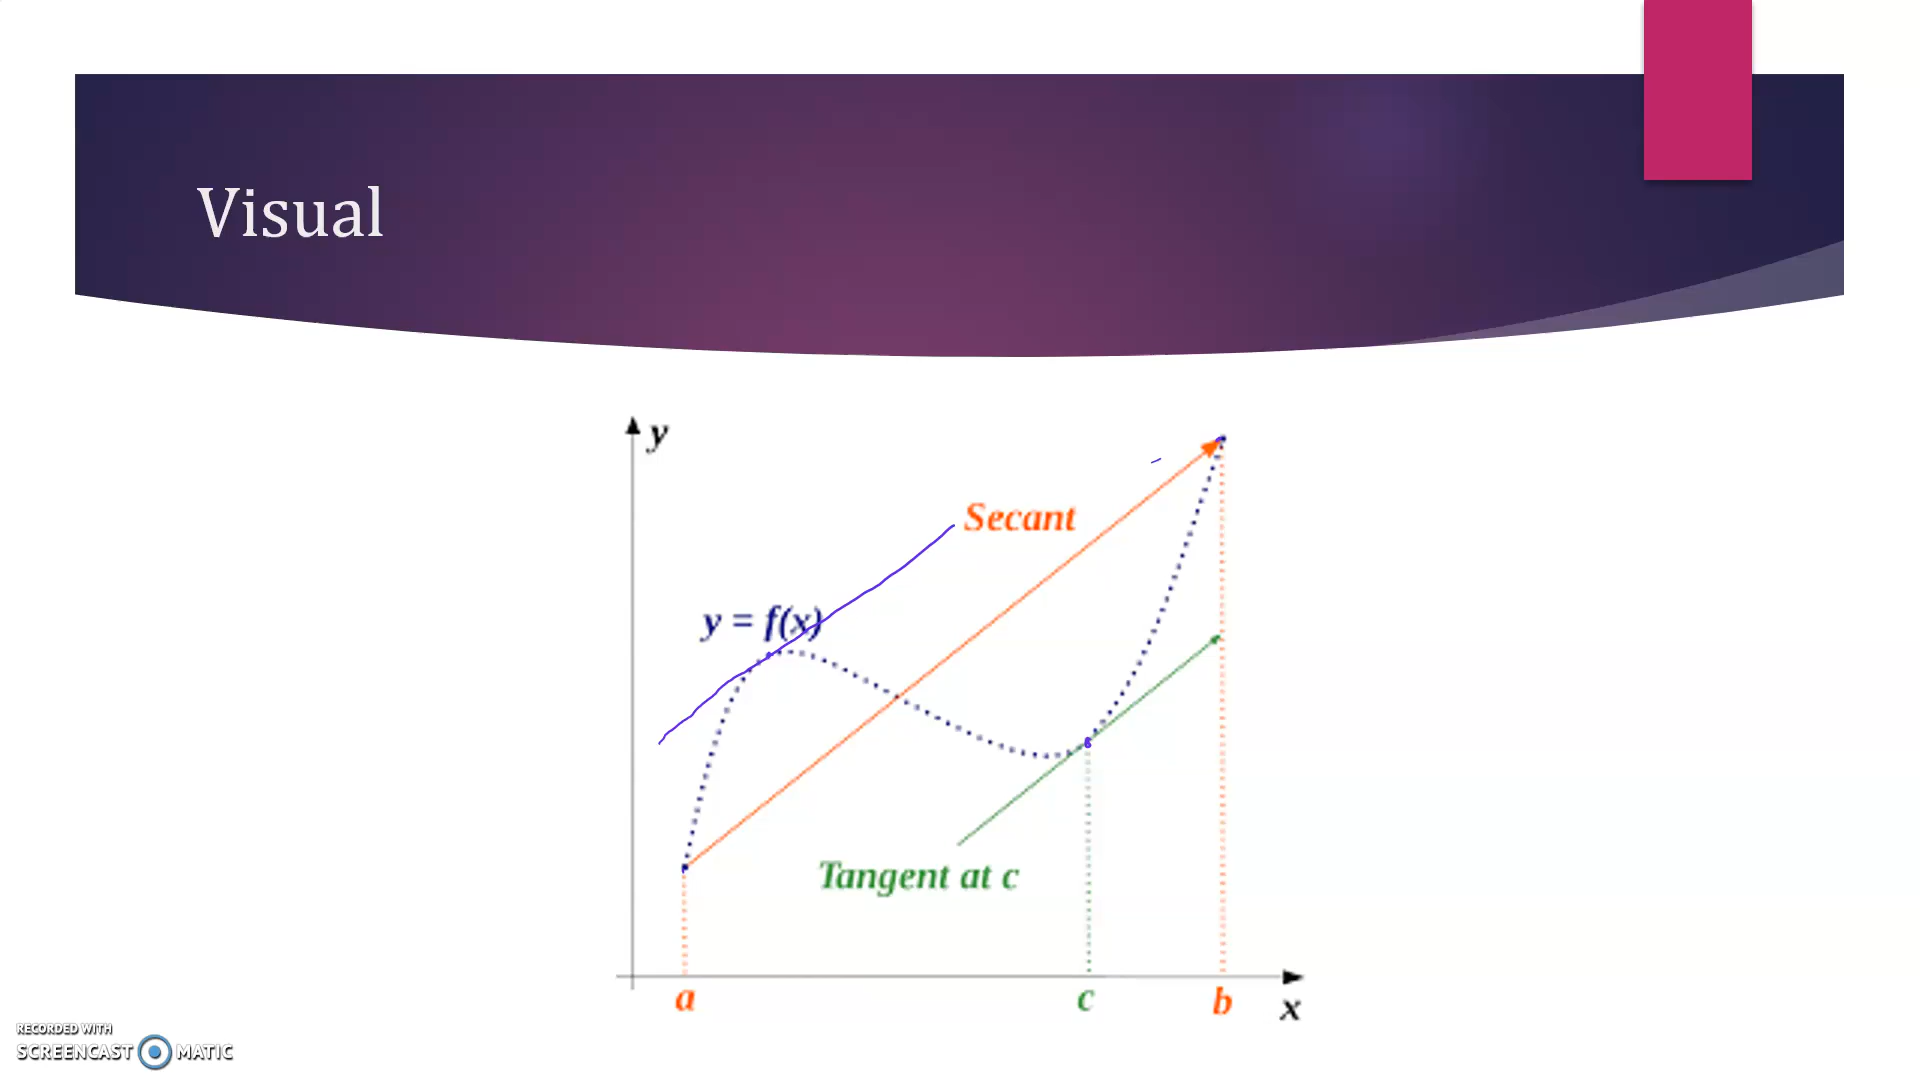 Visual
y
Secant
y = f(x)
Tangent at c
a
c
b
x
RECORDED WITH
SCREENCAST MATIC